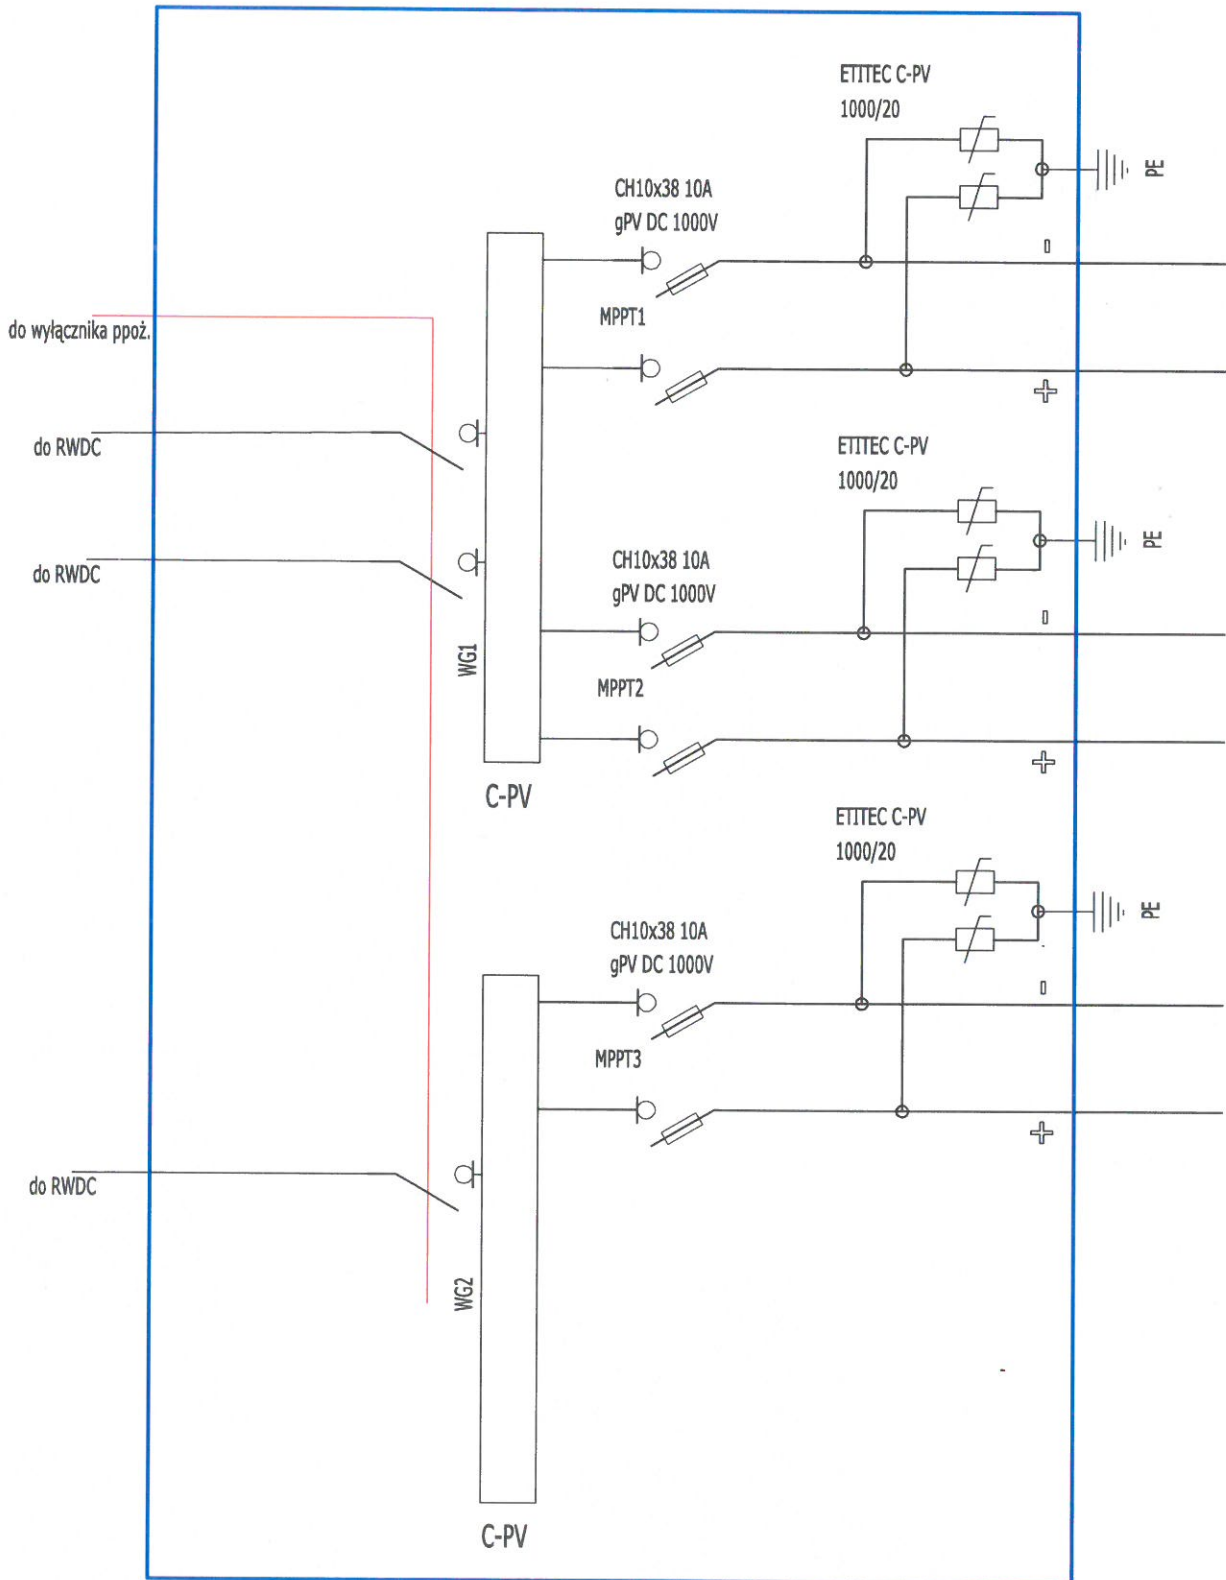 ETITEC C-PV
1000/20
PE
CH10x38 10A
gPV DC 1000V
MPPT1
do wyłącznika ppoż.
do RWDC
ETITEC C-PV
1000/20
PE
do RWDC
CH10x38 10A
gPV DC 1000V
WG1
MPPT2
C-PV
ETITEC C-PV
1000/20
PE
CH10x38 10A
gPV DC 1000V
MPPT3
do RWDC
WG2
C-PV